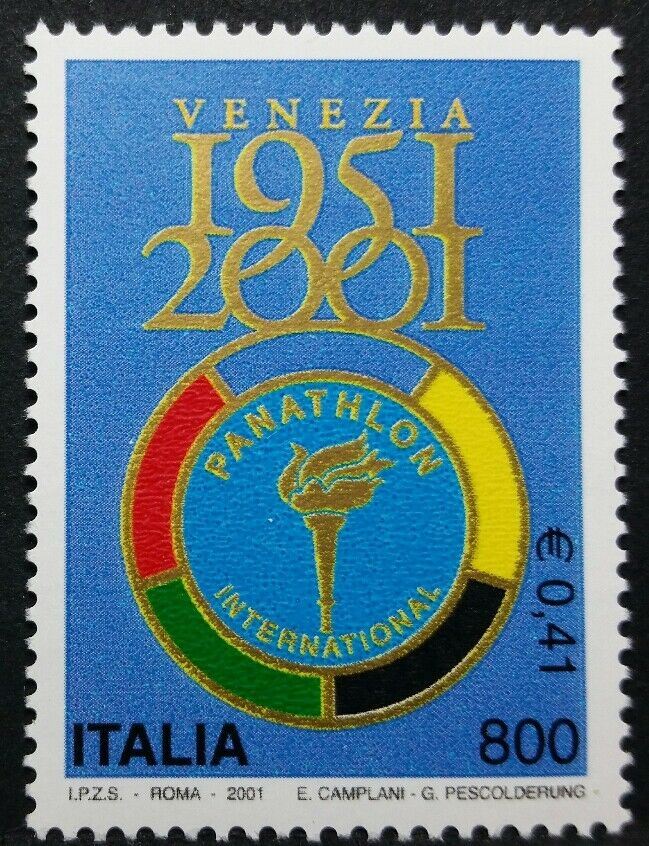 VENEZIA
1951
2001
PANATHLON
INTERNATIONAL
€ 0,41
ITALIA 800
I.P.Z.S. - ROMA - 2001 E. CAMPLANI - G. PESCOLDERUNG -